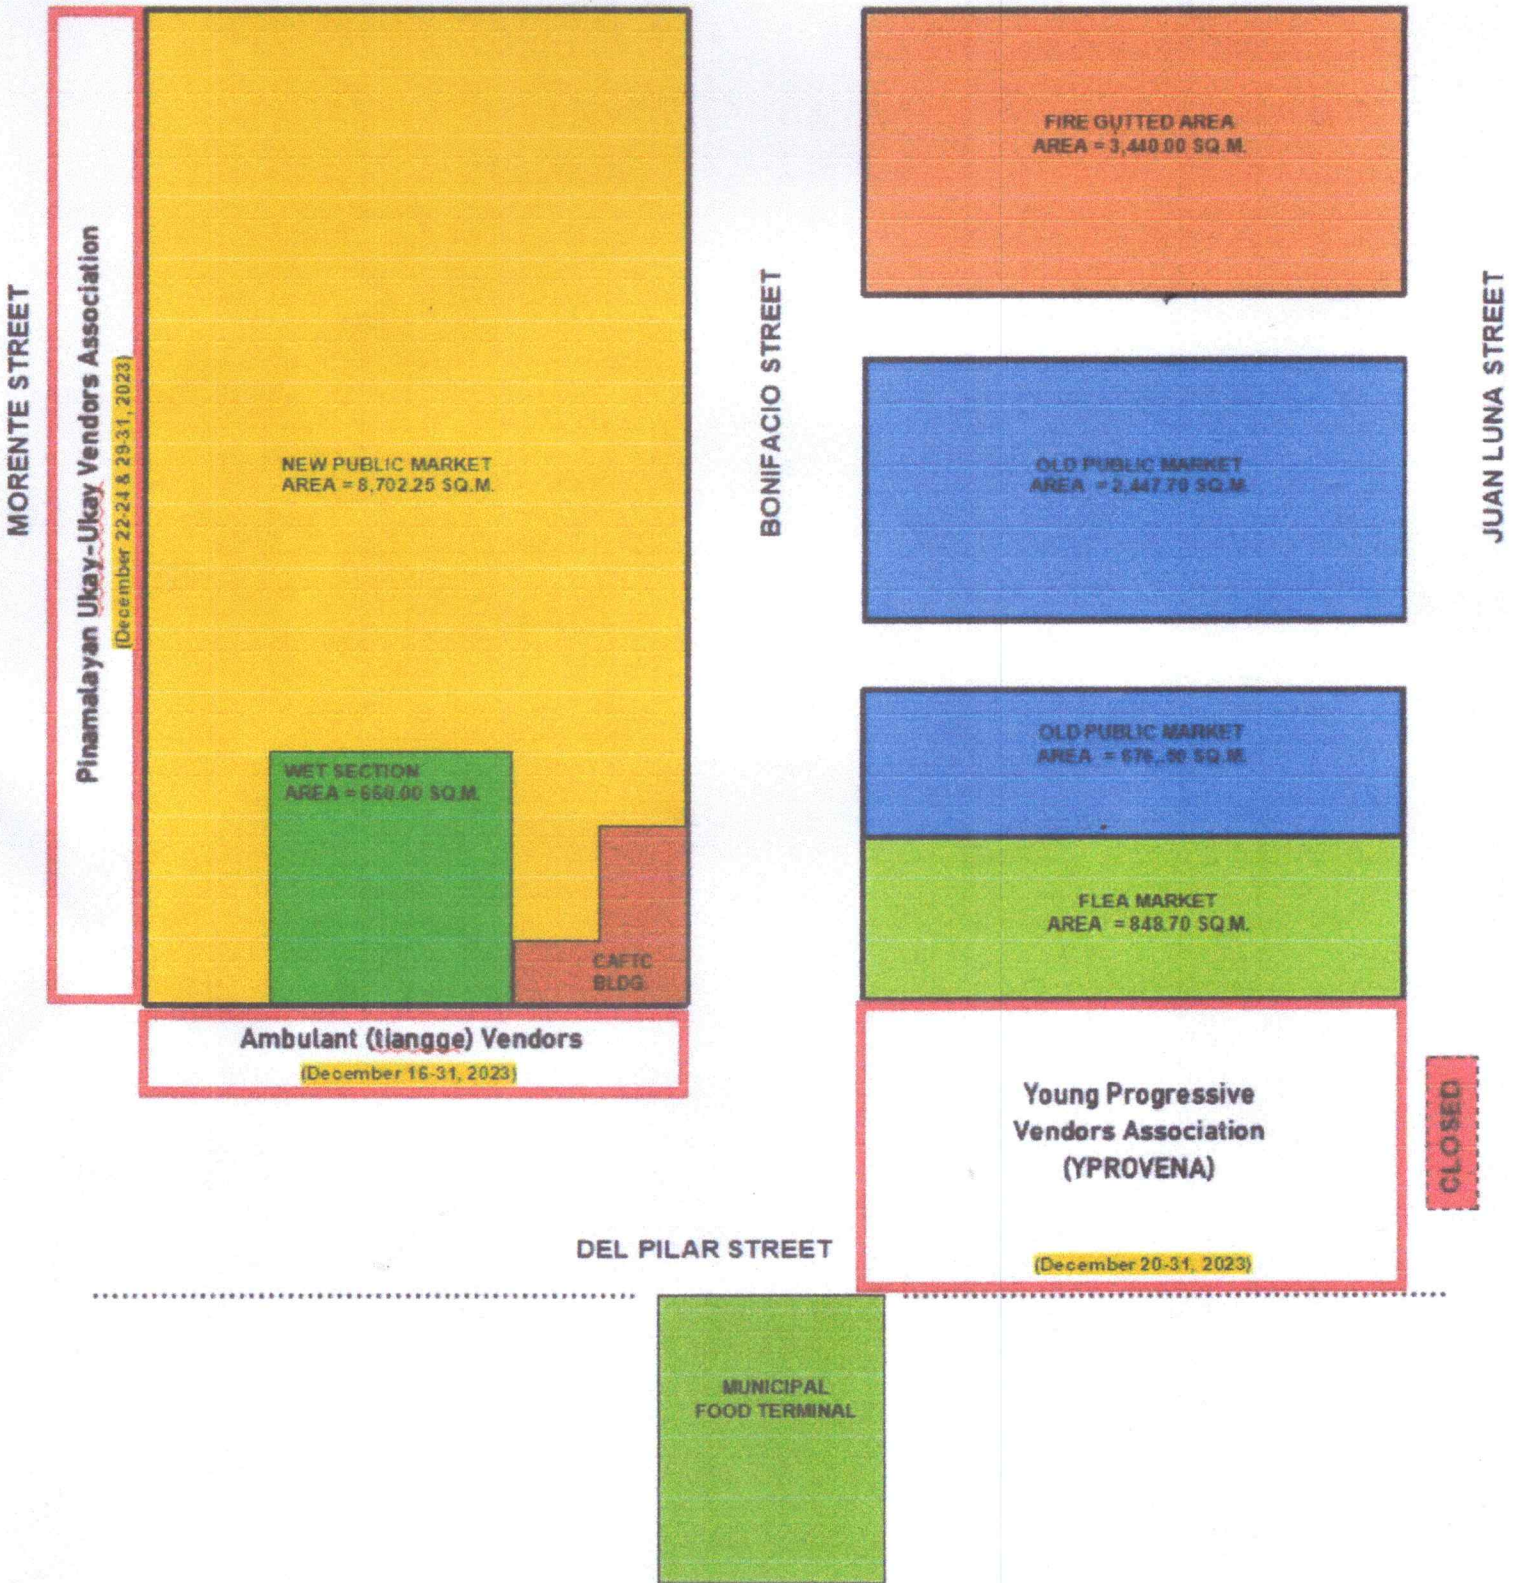 MORENTE STREET
Pinamalayan Ukay-Ukay Vendors Association
(December 22-24 & 29-31, 2023)
NEW PUBLIC MARKET
AREA = 8,702.25 SQ.M.
WET SECTION
AREA = SQ.M.
CAFTC
BLDG.
Ambulant (tiangge) Vendors
(December 16-31, 2023)
BONIFACIO STREET
FIRE GUTTED AREA
AREA = 3,440.00 SQ.M.
OLD PUBLIC MARKET
AREA = 2,447.70 SQ.M.
OLD PUBLIC MARKET
AREA = SQ.M.
FLEA MARKET
AREA = 848.70 SQ.M.
JUAN LUNA STREET
Young Progressive
Vendors Association
(YPROVENA)
(December 20-31, 2023)
CLOSED
DEL PILAR STREET
MUNICIPAL
FOOD TERMINAL